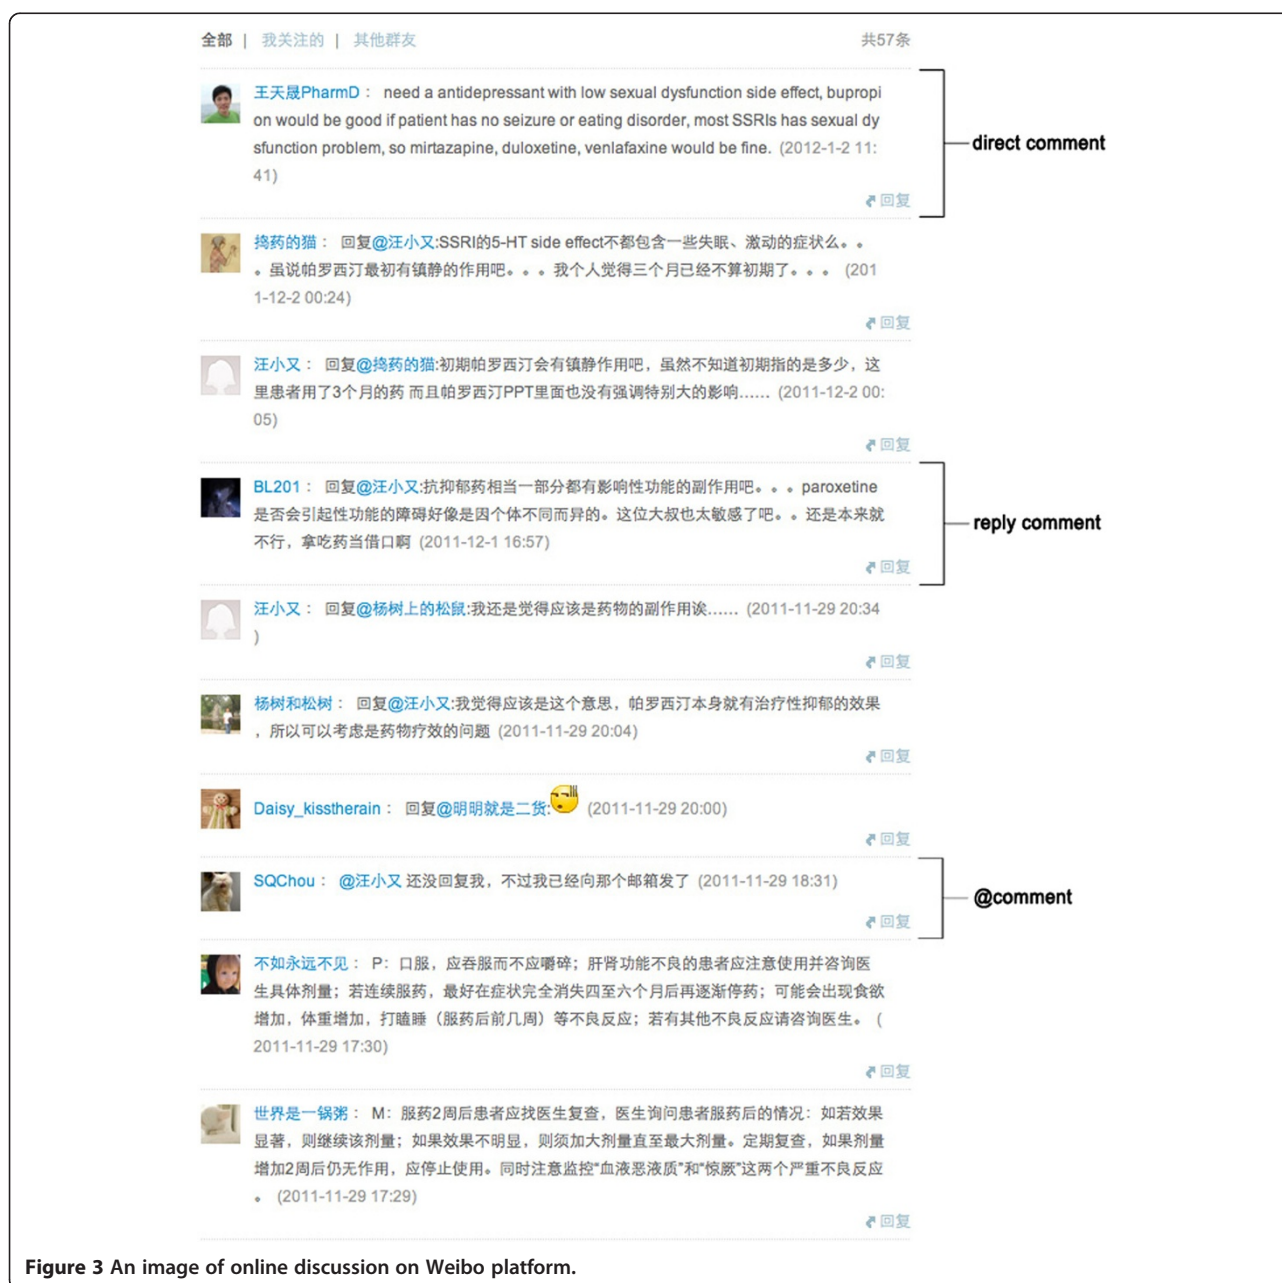 全部 | 我关注的 | 其他群友 共57条
王天晟PharmD： need a antidepressant with low sexual dysfunction side effect, bupropi
on would be good if patient has no seizure or eating disorder, most SSRIs has sexual dy
sfunction problem, so mirtazapine, duloxetine, venlafaxine would be fine. (2012-1-2 11:
41)
direct comment
回复
捣药的猫： 回复@汪小又:SSRI的5-HT side effect不都包含一些失眠、激动的症状么。。
。虽说帕罗西汀最初有镇静的作用吧。。。我个人觉得三个月已经不算初期了。。。 (201
1-12-2 00:24)
回复
汪小又： 回复@捣药的猫:初期帕罗西汀会有镇静作用吧，虽然不知道初期指的是多少，这
里患者用了3个月的药 而且帕罗西汀PPT里面也没有强调特别大的影响…… (2011-12-2 00:
05)
回复
BL201： 回复@汪小又:抗抑郁药相当一部分都有影响性功能的副作用吧。。。paroxetine
是否会引起性功能的障碍好像是因个体不同而异的。这位大叔也太敏感了吧。。还是本来就
不行，拿吃药当借口啊 (2011-12-1 16:57)
reply comment
回复
汪小又： 回复@杨树上的松鼠:我还是觉得应该是药物的副作用诶…… (2011-11-29 20:34
)
回复
杨树和松树： 回复@汪小又:我觉得应该是这个意思，帕罗西汀本身就有治疗性抑郁的效果
，所以可以考虑是药物疗效的问题 (2011-11-29 20:04)
回复
Daisy_kisstherain： 回复@明明就是二货: (2011-11-29 20:00)
回复
SQChou： @汪小又 还没回复我，不过我已经向那个邮箱发了 (2011-11-29 18:31)
@comment
回复
不如永远不见： P：口服，应吞服而不应嚼碎；肝肾功能不良的患者应注意使用并咨询医
生具体剂量；若连续服药，最好在症状完全消失四至六个月后再逐渐停药；可能会出现食欲
增加，体重增加，打瞌睡（服药后前几周）等不良反应；若有其他不良反应请咨询医生。 (
2011-11-29 17:30)
回复
世界是一锅粥： M：服药2周后患者应找医生复查，医生询问患者服药后的情况：如若效果
显著，则继续该剂量；如果效果不明显，则须加大剂量直至最大剂量。定期复查，如果剂量
增加2周后仍无作用，应停止使用。同时注意监控“血液恶液质”和“惊厥”这两个严重不良反应
。 (2011-11-29 17:29)
回复
Figure 3 An image of online discussion on Weibo platform.